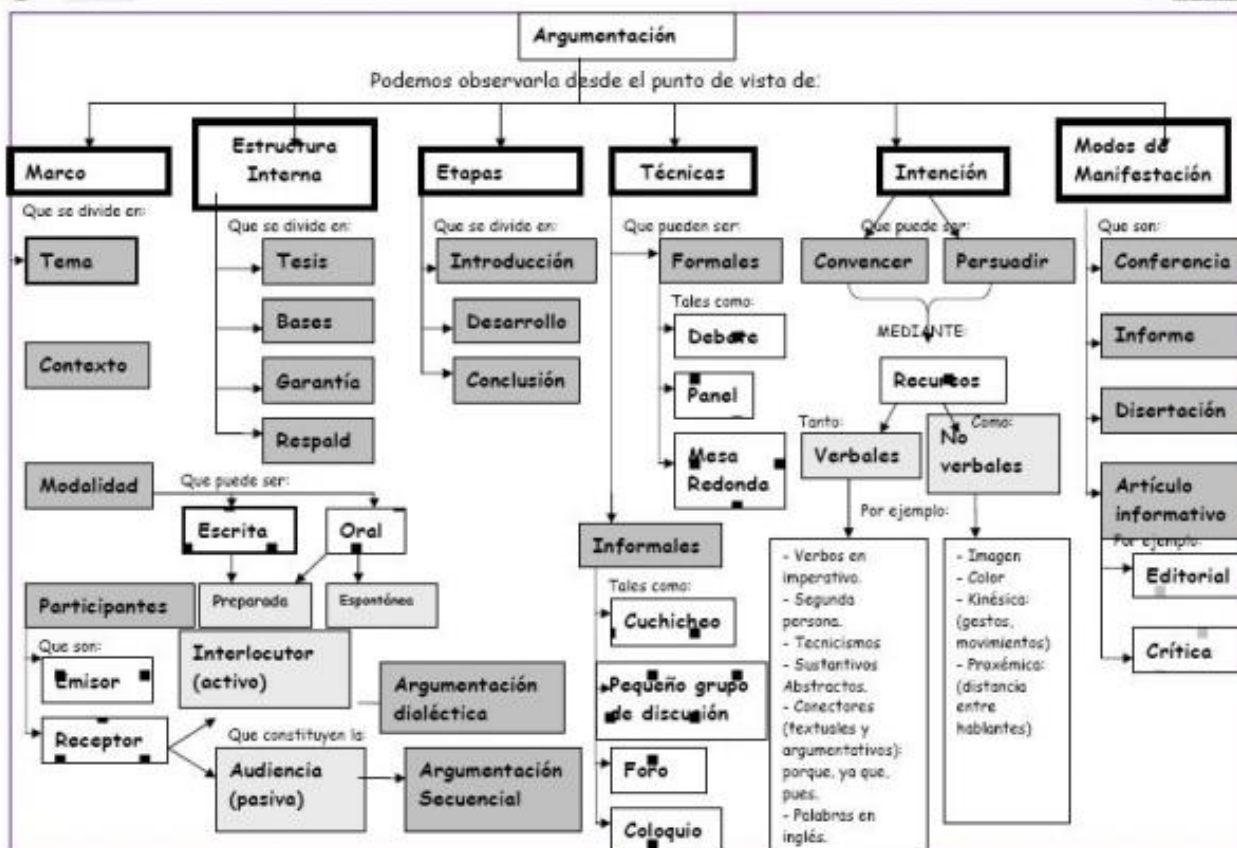 Argumentación
Podemos observarla desde el punto de vista de:
Marco
Que se divide en:
Tema
Contexto
Modalidad
Que puede ser:
Escrita
Oral
Preparada
Espontánea
Participantes
Que son:
Emisor
Receptor
Interlocutor
(activo)
Argumentación
dialéctica
Que constituyen la:
Audiencia
(pasiva)
Argumentación
Secuencial
Estructura
Interna
Que se divide en:
Tesis
Bases
Garantía
Respald
Etapas
Que se divide en:
Introducción
Desarrollo
Conclusión
Técnicas
Que pueden ser:
Formales
Tales como:
Debate
Panel
Mesa
Redonda
Informales
Tales como:
Cuchicheo
Pequeño grupo
de discusión
Foro
Coloquio
Intención
Que puede ser:
Convencer
Persuadir
MEDIANTE:
Recursos
Tanto:
Verbales
Como:
No
verbales
Por ejemplo:
- Verbos en
imperativo.
- Segunda
persona.
- Tecnicismos
- Sustantivos
Abstractos.
- Conectores
(textuales y
argumentativos):
porque, ya que,
pues.
- Palabras en
inglés.
- Imagen
- Color
- Kinésica:
(gestos,
movimientos)
- Proxémica:
(distancia
entre
hablantes)
Modos de
Manifestación
Que son:
Conferencia
Informe
Disertación
Artículo
informativo
Por ejemplo:
Editorial
Crítica